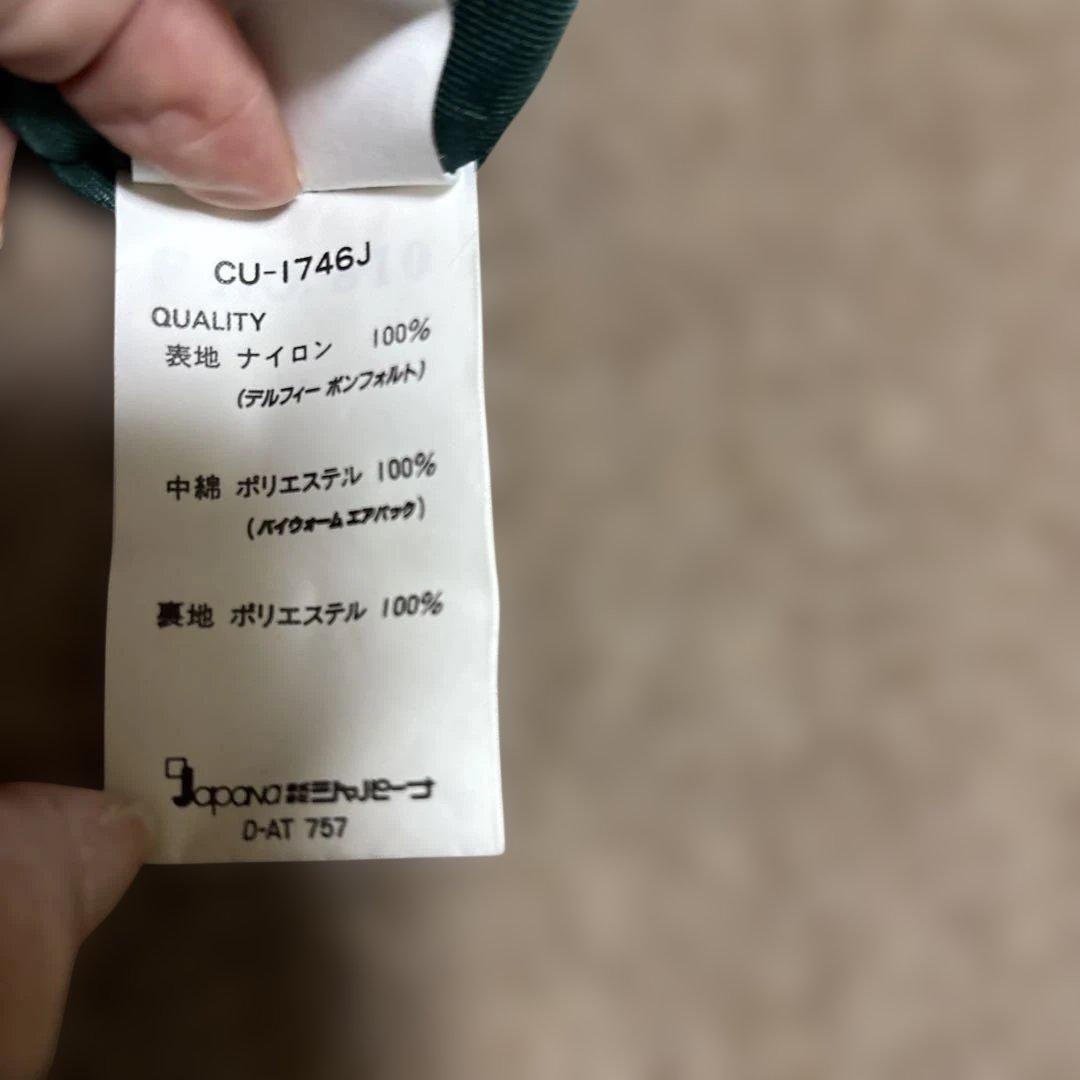 CU-1746J
QUALITY
表地 ナイロン 100%
(デルフィー ボンフォルト)
中綿 ポリエステル 100%
(バイウォーム エアパック)
裏地 ポリエステル 100%
Japana 株式会社 ジャパーナ
O-AT 757